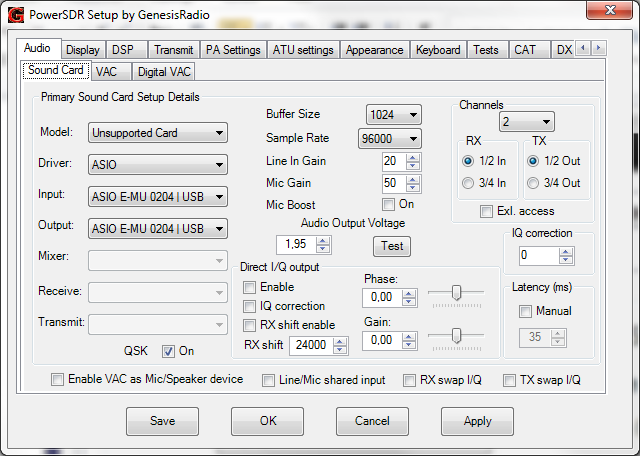 PowerSDR Setup by GenesisRadio
Audio Display DSP Transmit PA Settings ATU settings Appearance Keyboard Tests CAT DX
Sound Card VAC Digital VAC
Primary Sound Card Setup Details
Model: Unsupported Card
Driver: ASIO
Input: ASIO E-MU 0204 | USB
Output: ASIO E-MU 0204 | USB
Mixer:
Receive:
Transmit:
QSK On
Buffer Size 1024
Sample Rate 96000
Line In Gain 20
Mic Gain 50
Mic Boost On
Audio Output Voltage
1,95 Test
Direct I/Q output
Enable
IQ correction
RX shift enable
RX shift 24000
Phase:
0,00
Gain:
0,00
Channels
2
RX TX
1/2 In 1/2 Out
3/4 In 3/4 Out
Exl. access
IQ correction
0
Latency (ms)
Manual
35
Enable VAC as Mic/Speaker device Line/Mic shared input RX swap I/Q TX swap I/Q
Save OK Cancel Apply